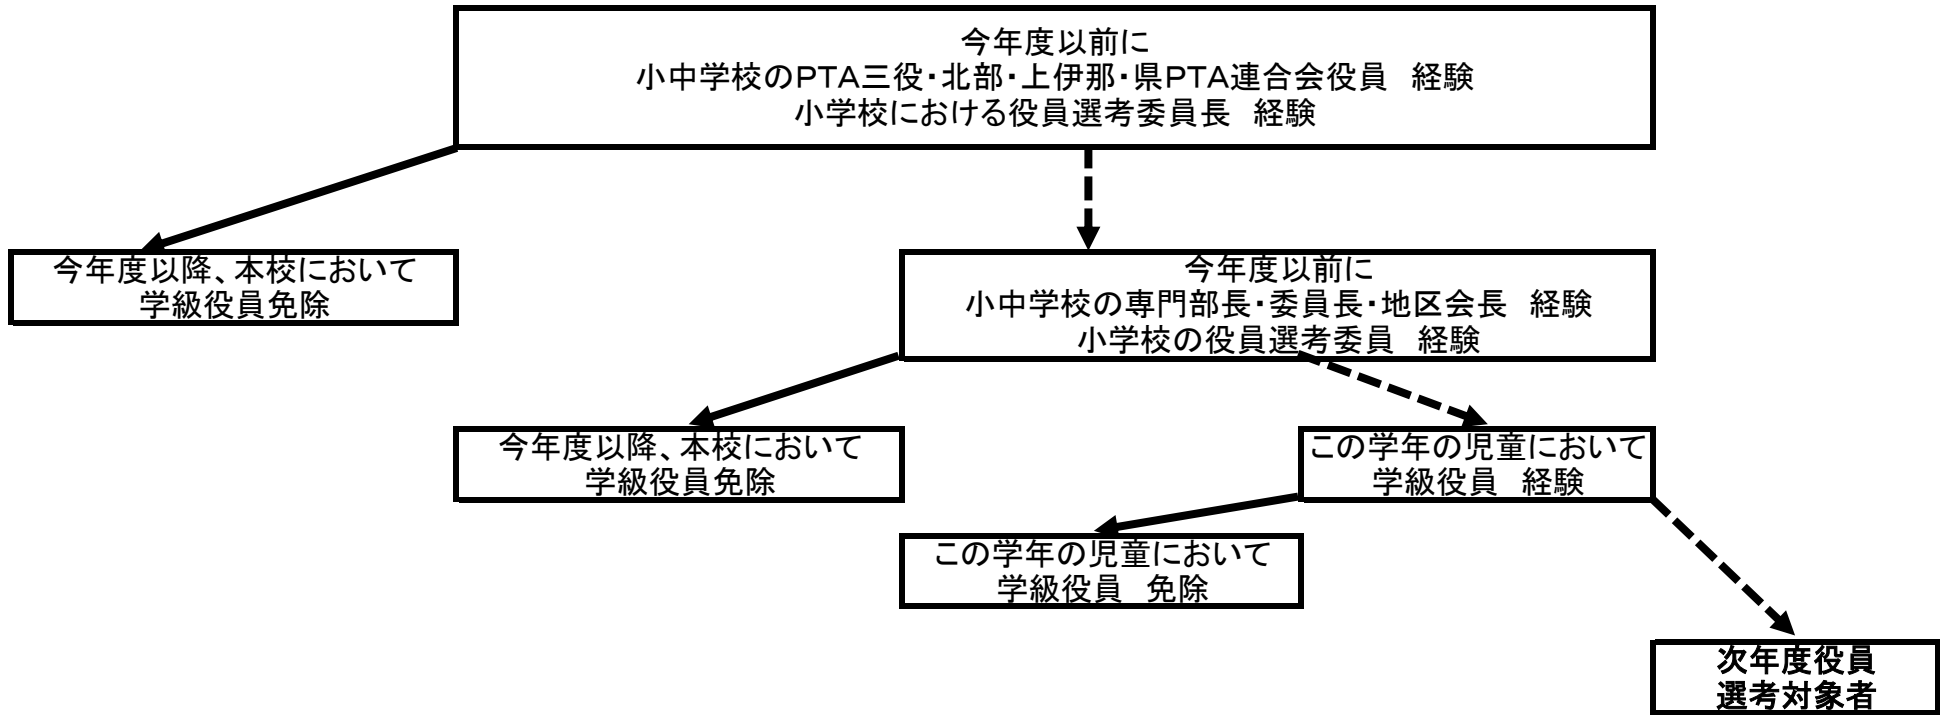 今年度以前に
小中学校のPTA三役・北部・上伊那・県PTA連合会役員　経験
小学校における役員選考委員長　経験
今年度以降、本校において
学級役員免除
今年度以前に
小中学校の専門部長・委員長・地区会長　経験
小学校の役員選考委員　経験
今年度以降、本校において
学級役員免除
この学年の児童において
学級役員　経験
この学年の児童において
学級役員　免除
次年度役員
選考対象者